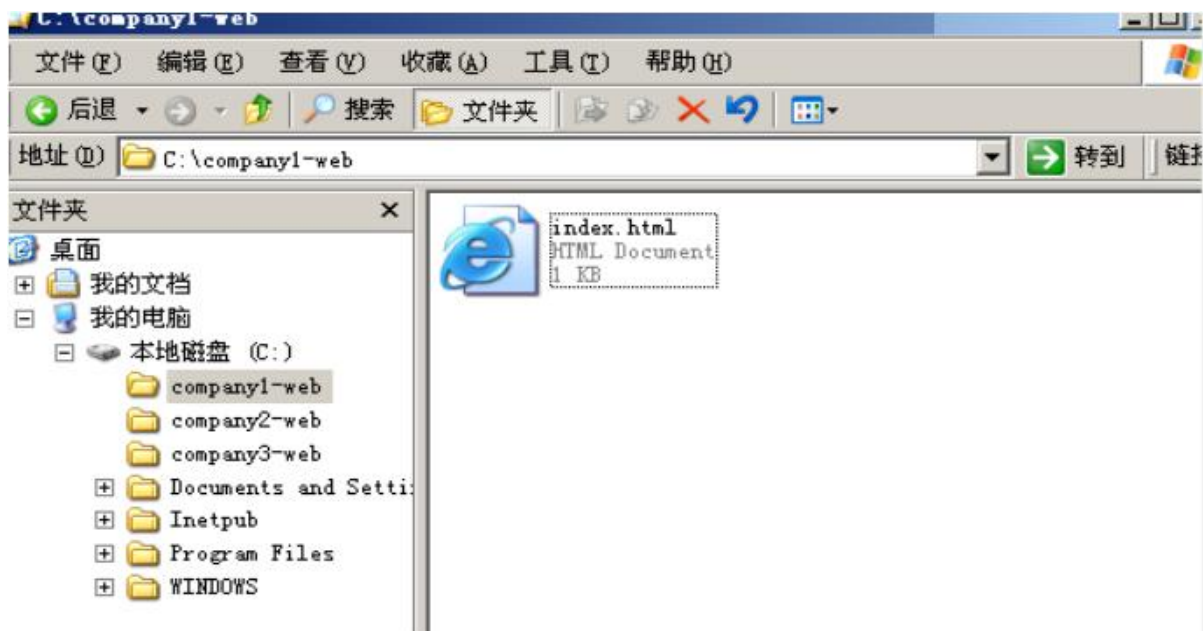 C:\company1-web
文件(F) 编辑(E) 查看(V) 收藏(A) 工具(T) 帮助(H)
后退 搜索 文件夹
地址(D) C:\company1-web 转到
文件夹
桌面
我的文档
我的电脑
本地磁盘 (C:)
company1-web
company2-web
company3-web
Documents and
Inetpub
Program Files
WINDOWS
index.html
HTML Document
1 KB